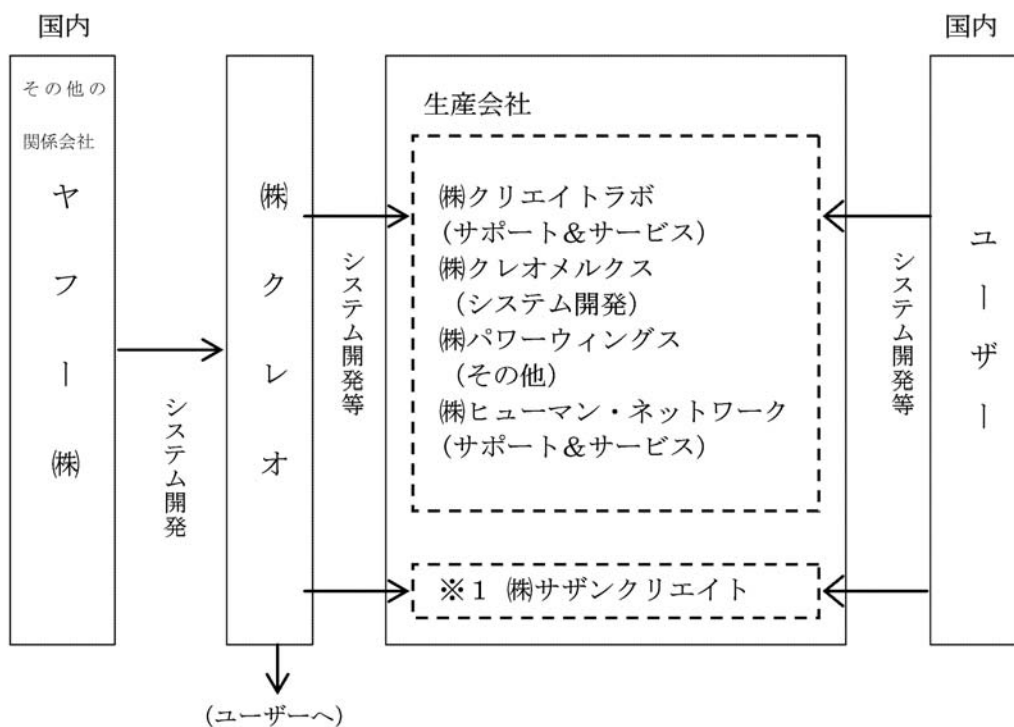 国内
国内
その他の
関係会社
ヤフー㈱
システム開発
㈱クレオ
システム開発等
生産会社
㈱クリエイトラボ
(サポート&サービス)
㈱クレオメルクス
(システム開発)
㈱パワーウィングス
(その他)
㈱ヒューマン・ネットワーク
(サポート&サービス)
※1 ㈱サザンクリエイト
システム開発等
ユーザー
(ユーザーへ)